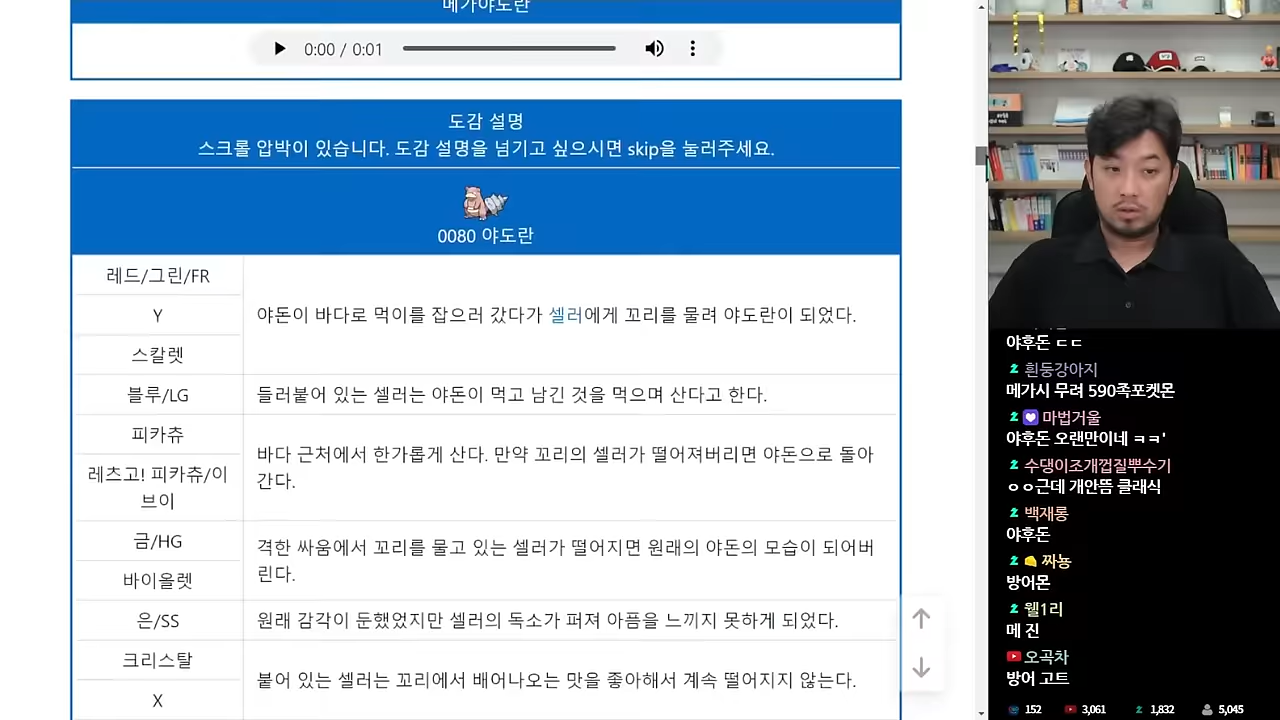 메가야도란
0:00 / 0:01
도감 설명
스크롤 압박이 있습니다. 도감 설명을 넘기고 싶으시면 skip을 눌러주세요.
0080 야도란
레드/그린/FR
Y
스칼렛
야돈이 바다로 먹이를 잡으러 갔다가 셀러에게 꼬리를 물려 야도란이 되었다.
블루/LG
들러붙어 있는 셀러는 야돈이 먹고 남긴 것을 먹으며 산다고 한다.
피카츄
레츠고! 피카츄/이
브이
바다 근처에서 한가롭게 산다. 만약 꼬리의 셀러가 떨어져버리면 야돈으로 돌아
간다.
금/HG
바이올렛
격한 싸움에서 꼬리를 물고 있는 셀러가 떨어지면 원래의 야돈의 모습이 되어버
린다.
은/SS
원래 감각이 둔했었지만 셀러의 독소가 퍼져 아픔을 느끼지 못하게 되었다.
크리스탈
X
붙어 있는 셀러는 꼬리에서 배어나오는 맛을 좋아해서 계속 떨어지지 않는다.
야후돈 ㄷㄷ
흰둥강아지
메가시 무려 590족포켓몬
마법거울
야후돈 오랜만이네 ㅋㅋ'
수댕이조개껍질뿌수기
ㅇㅇ근데 개안뜸 클래식
백재롱
야후돈
짜뇽
방어몬
웰1리
메 진
오곡차
방어 고트
152 3,061 1,832 5,045